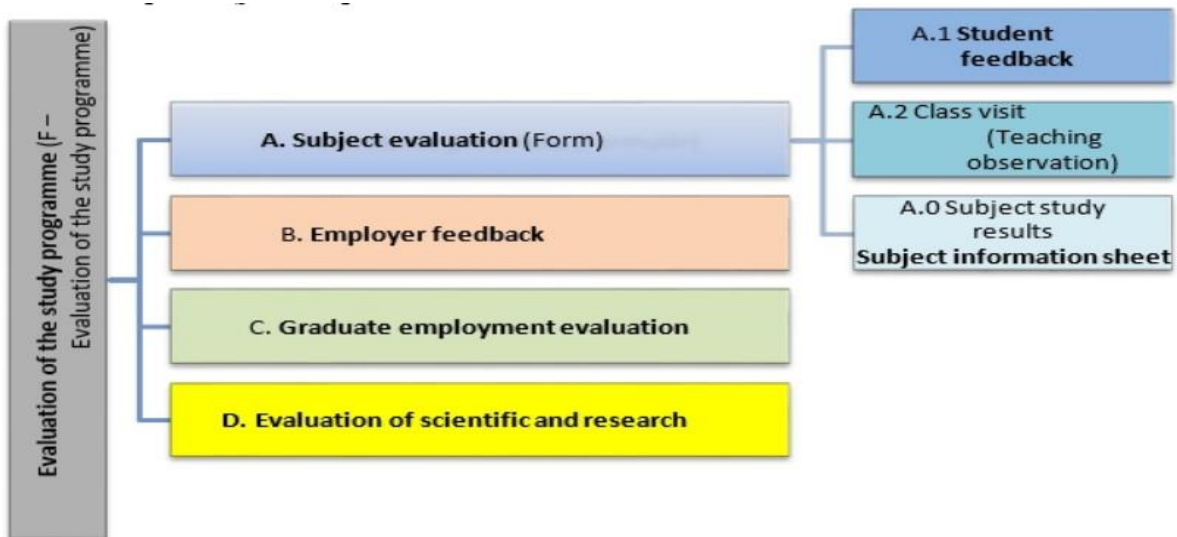 Evaluation of the study programme (F –
Evaluation of the study programme)
A. Subject evaluation (Form)
B. Employer feedback
C. Graduate employment evaluation
D. Evaluation of scientific and research
A.1 Student
feedback
A.2 Class visit
(Teaching
observation)
A.0 Subject study
results
Subject information sheet